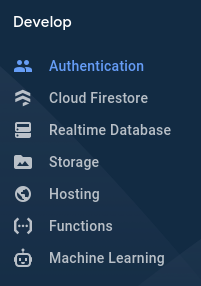 Develop
Authentication
Cloud Firestore
Realtime Database
Storage
Hosting
Functions
Machine Learning